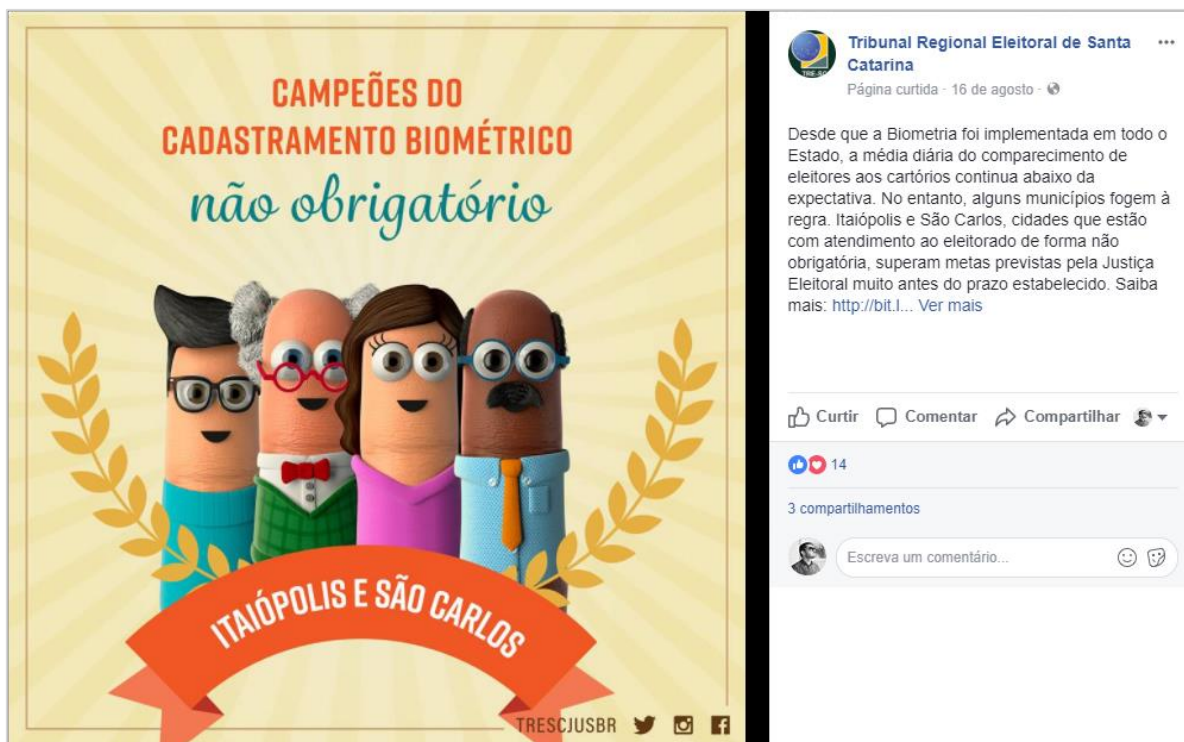 CAMPEÕES DO
CADASTRAMENTO BIOMÉTRICO
não obrigatório
ITAIÓPOLIS E SÃO CARLOS
TRESCJUSBR
TRE-SC
Tribunal Regional Eleitoral de Santa
Catarina
Página curtida · 16 de agosto ·
Desde que a Biometria foi implementada em todo o
Estado, a média diária do comparecimento de
eleitores aos cartórios continua abaixo da
expectativa. No entanto, alguns municípios fogem à
regra. Itaiópolis e São Carlos, cidades que estão
com atendimento ao eleitorado de forma não
obrigatória, superam metas previstas pela Justiça
Eleitoral muito antes do prazo estabelecido. Saiba
mais: http://bit.l... Ver mais
Curtir Comentar Compartilhar
14
3 compartilhamentos
Escreva um comentário...